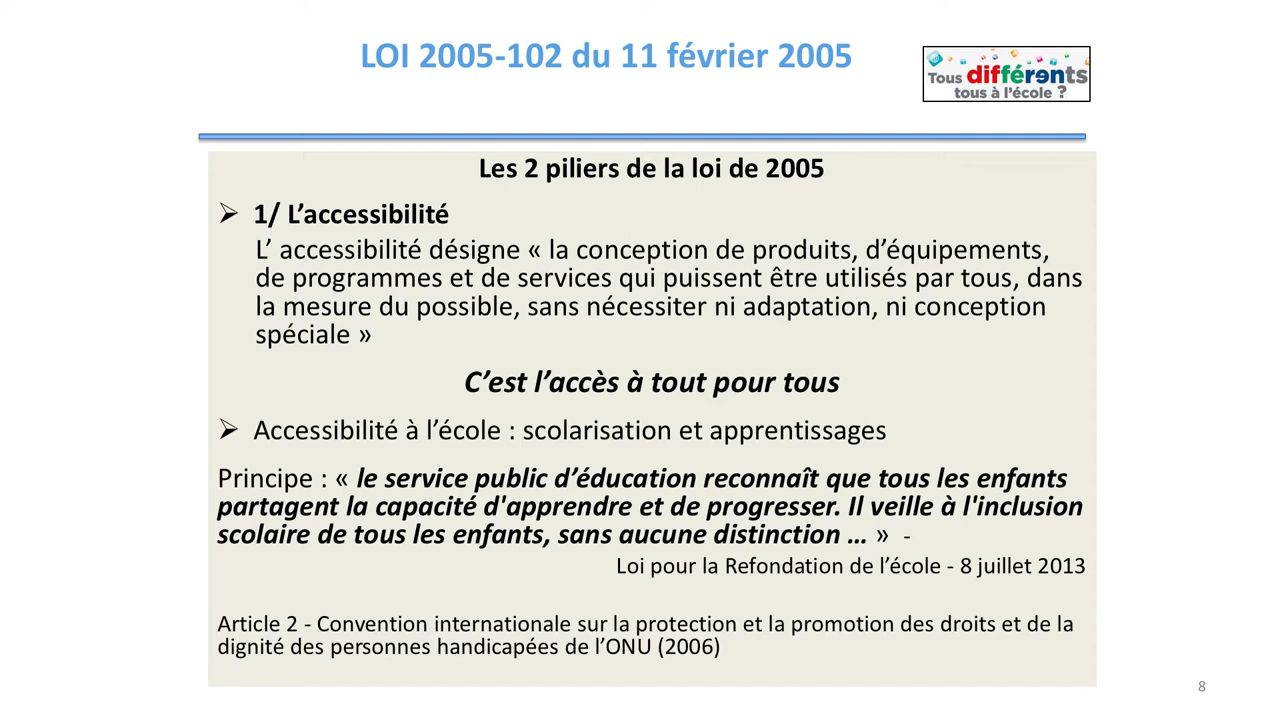 LOI 2005-102 du 11 février 2005
Tous différents
tous à l'école ?
Les 2 piliers de la loi de 2005
➢ 1/ L’accessibilité
L’ accessibilité désigne « la conception de produits, d’équipements,
de programmes et de services qui puissent être utilisés par tous, dans
la mesure du possible, sans nécessiter ni adaptation, ni conception
spéciale »
C’est l’accès à tout pour tous
➢ Accessibilité à l’école : scolarisation et apprentissages
Principe : « le service public d’éducation reconnaît que tous les enfants
partagent la capacité d'apprendre et de progresser. Il veille à l'inclusion
scolaire de tous les enfants, sans aucune distinction … » -
Loi pour la Refondation de l’école - 8 juillet 2013
Article 2 - Convention internationale sur la protection et la promotion des droits et de la
dignité des personnes handicapées de l’ONU (2006)
8